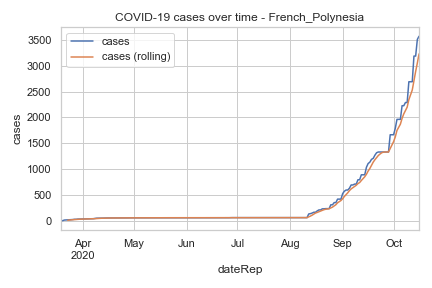 COVID-19 cases over time - French_Polynesia
cases
cases (rolling)
3500
3000
2500
2000
1500
1000
500
0
cases
Apr
2020
May
Jun
Jul
Aug
Sep
Oct
dateRep